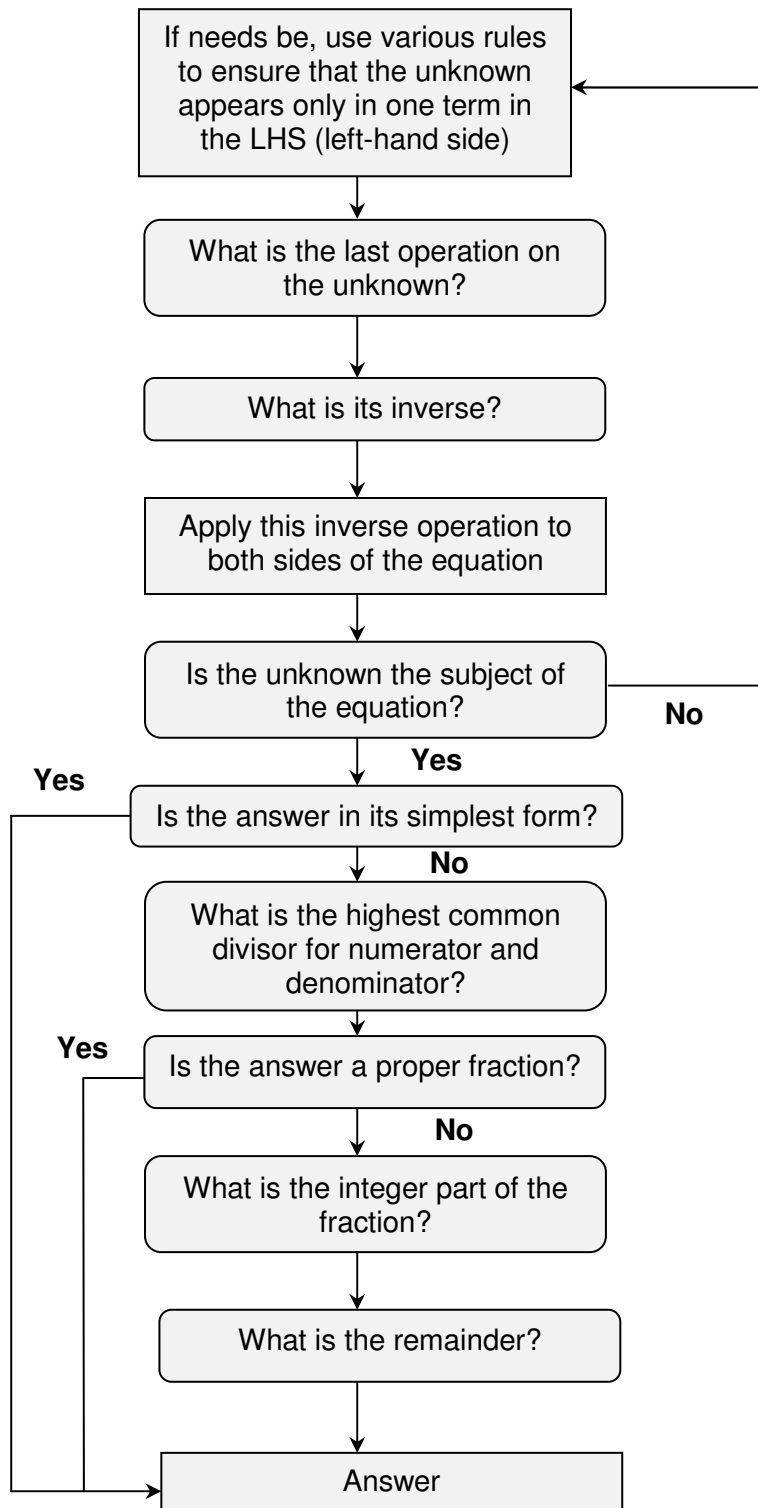 If needs be, use various rules
to ensure that the unknown
appears only in one term in
the LHS (left-hand side)
What is the last operation on
the unknown?
What is its inverse?
Apply this inverse operation to
both sides of the equation
Is the unknown the subject of
the equation?
No
Yes
Yes
Is the answer in its simplest form?
No
What is the highest common
divisor for numerator and
denominator?
Yes
Is the answer a proper fraction?
No
What is the integer part of the
fraction?
What is the remainder?
Answer